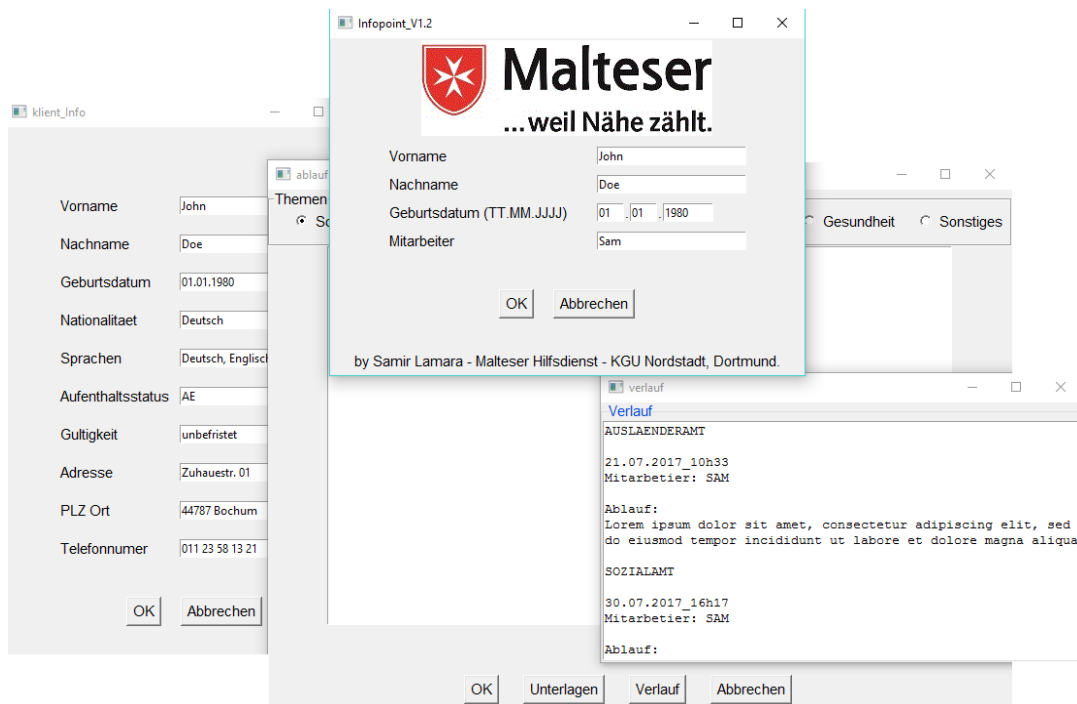 Infopoint_V1.2
Malteser
...weil Nähe zählt.
Vorname John
Nachname Doe
Geburtsdatum (TT.MM.JJJJ) 01 . 01 . 1980
Mitarbeiter Sam
OK Abbrechen
by Samir Lamara - Malteser Hilfsdienst - KGU Nordstadt, Dortmund.
klient_Info
Vorname John
Nachname Doe
Geburtsdatum 01.01.1980
Nationalitaet Deutsch
Sprachen Deutsch, Englisch
Aufenthaltsstatus AE
Gultigkeit unbefristet
Adresse Zuhauestr. 01
PLZ Ort 44787 Bochum
Telefonnumer 011 23 58 13 21
OK Abbrechen
ablauf
Themen
Gesundheit Sonstiges
OK Unterlagen Verlauf Abbrechen
verlauf
Verlauf
AUSLAENDERAMT
21.07.2017_10h33
Mitarbetier: SAM
Ablauf:
Lorem ipsum dolor sit amet, consectetur adipiscing elit, sed
do eiusmod tempor incididunt ut labore et dolore magna aliqua
SOZIALAMT
30.07.2017_16h17
Mitarbetier: SAM
Ablauf: